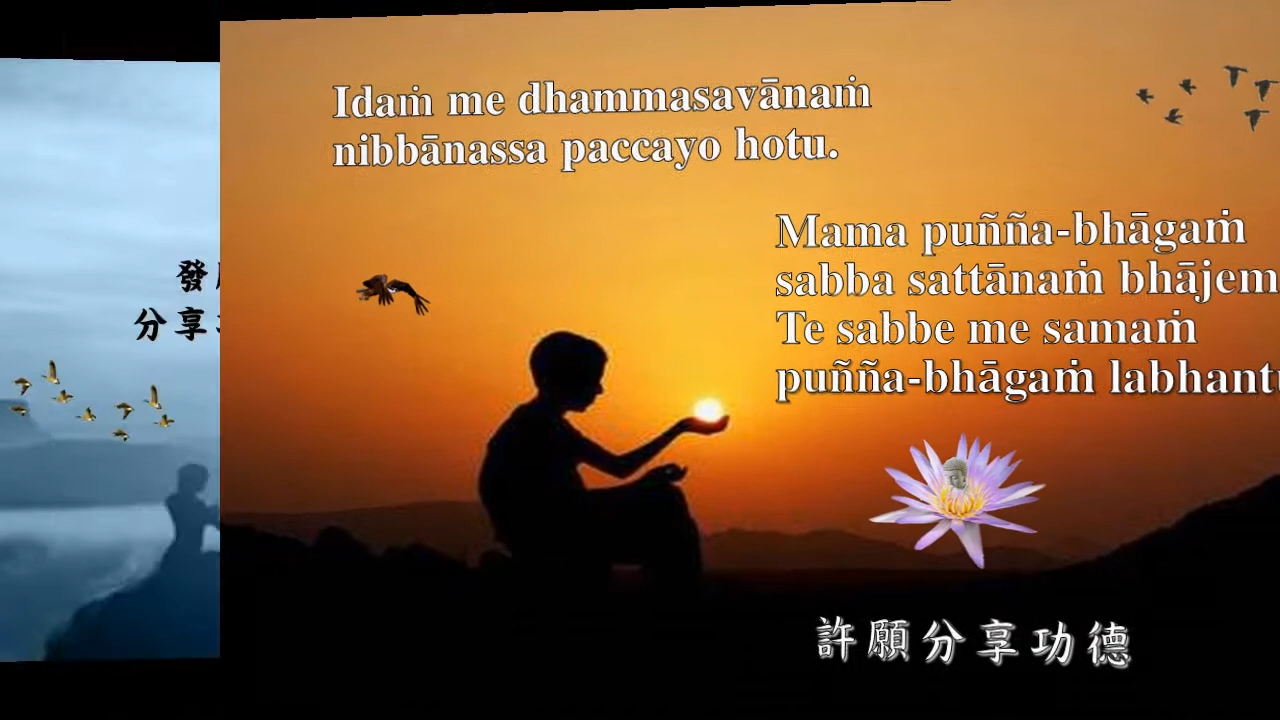 Idaṁ me dhammasavānaṁ
nibbānassa paccayo hotu.
Mama puñña-bhāgaṁ
sabba sattānaṁ bhājem
Te sabbe me samaṁ
puñña-bhāgaṁ labhant
發
分享
許願分享功德